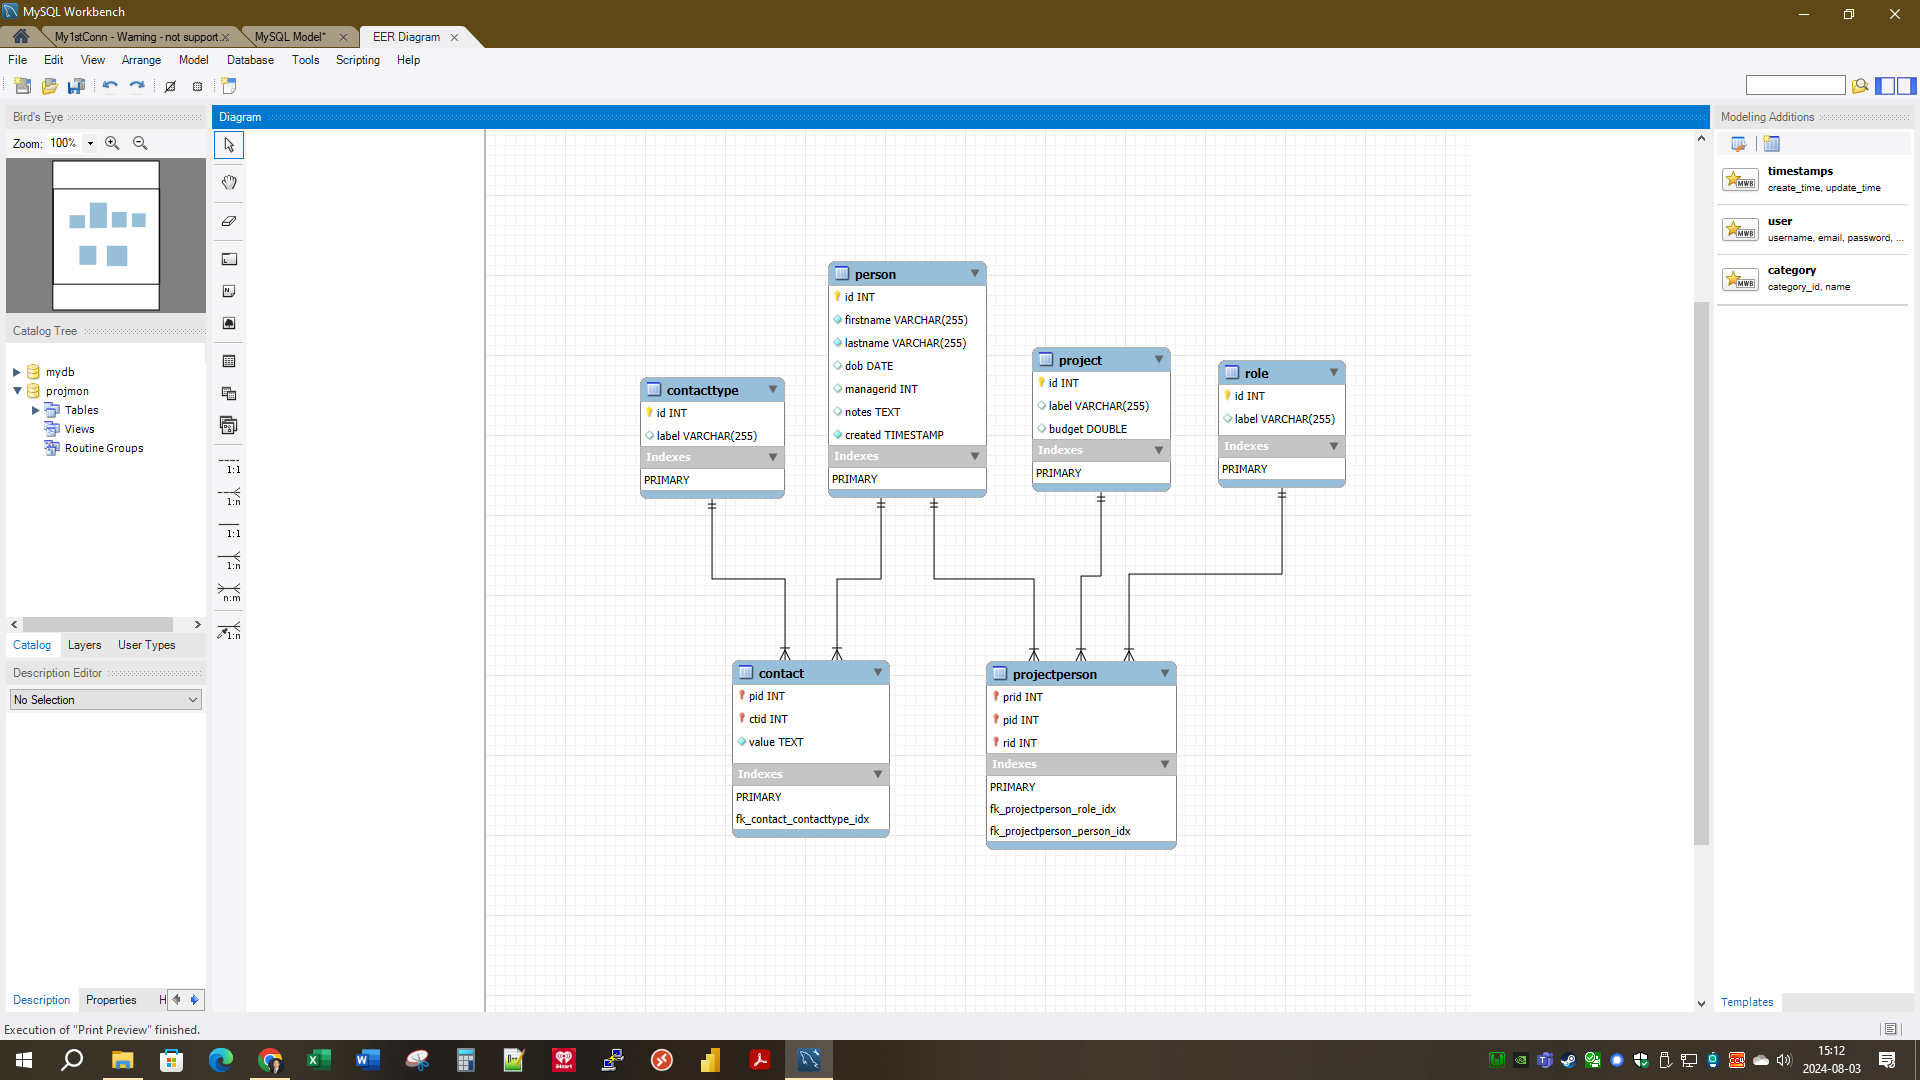 MySQL Workbench
My1stConn - Warning - not support.
MySQL Model*
EER Diagram
File Edit View Arrange Model Database Tools Scripting Help
Bird's Eye
Zoom: 100%
Catalog Tree
mydb
projmon
Tables
Views
Routine Groups
Catalog Layers User Types
Description Editor
No Selection
Description Properties H
Execution of "Print Preview" finished.
Diagram
1:1
1:n
1:1
1:n
n:m
1:n
contacttype
id INT
label VARCHAR(255)
Indexes
PRIMARY
person
id INT
firstname VARCHAR(255)
lastname VARCHAR(255)
dob DATE
managerid INT
notes TEXT
created TIMESTAMP
Indexes
PRIMARY
project
id INT
label VARCHAR(255)
budget DOUBLE
Indexes
PRIMARY
role
id INT
label VARCHAR(255)
Indexes
PRIMARY
contact
pid INT
ctid INT
value TEXT
Indexes
PRIMARY
fk_contact_contacttype_idx
projectperson
prid INT
pid INT
rid INT
Indexes
PRIMARY
fk_projectperson_role_idx
fk_projectperson_person_idx
Modeling Additions
MWB
timestamps
create_time, update_time
MWB
user
username, email, password, ...
MWB
category
category_id, name
Templates
15:12
2024-08-03